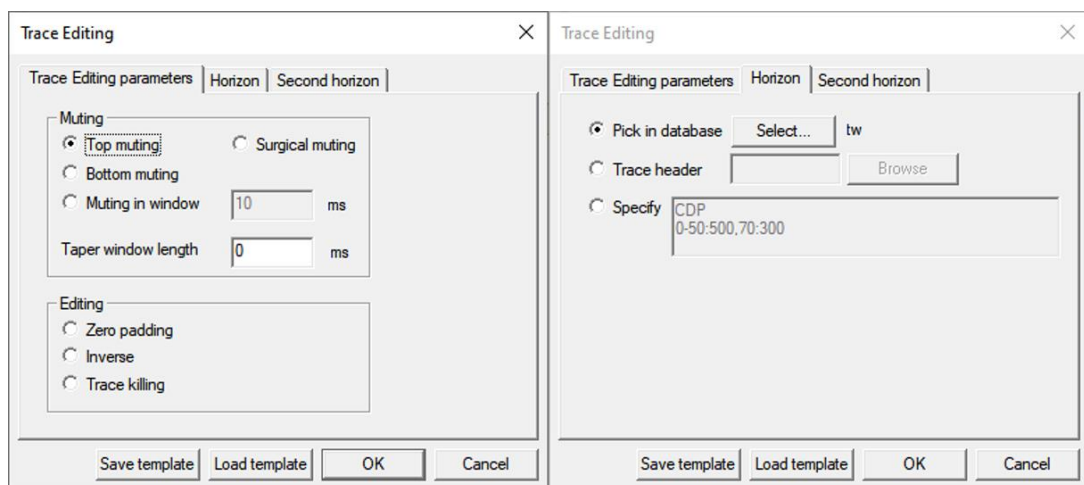 Trace Editing
Trace Editing parameters Horizon Second horizon
Muting
Top muting Surgical muting
Bottom muting
Muting in window 10 ms
Taper window length 0 ms
Editing
Zero padding
Inverse
Trace killing
Save template Load template OK Cancel
Trace Editing
Trace Editing parameters Horizon Second horizon
Pick in database Select... tw
Trace header Browse
Specify CDP
0-50:500,70:300
Save template Load template OK Cancel